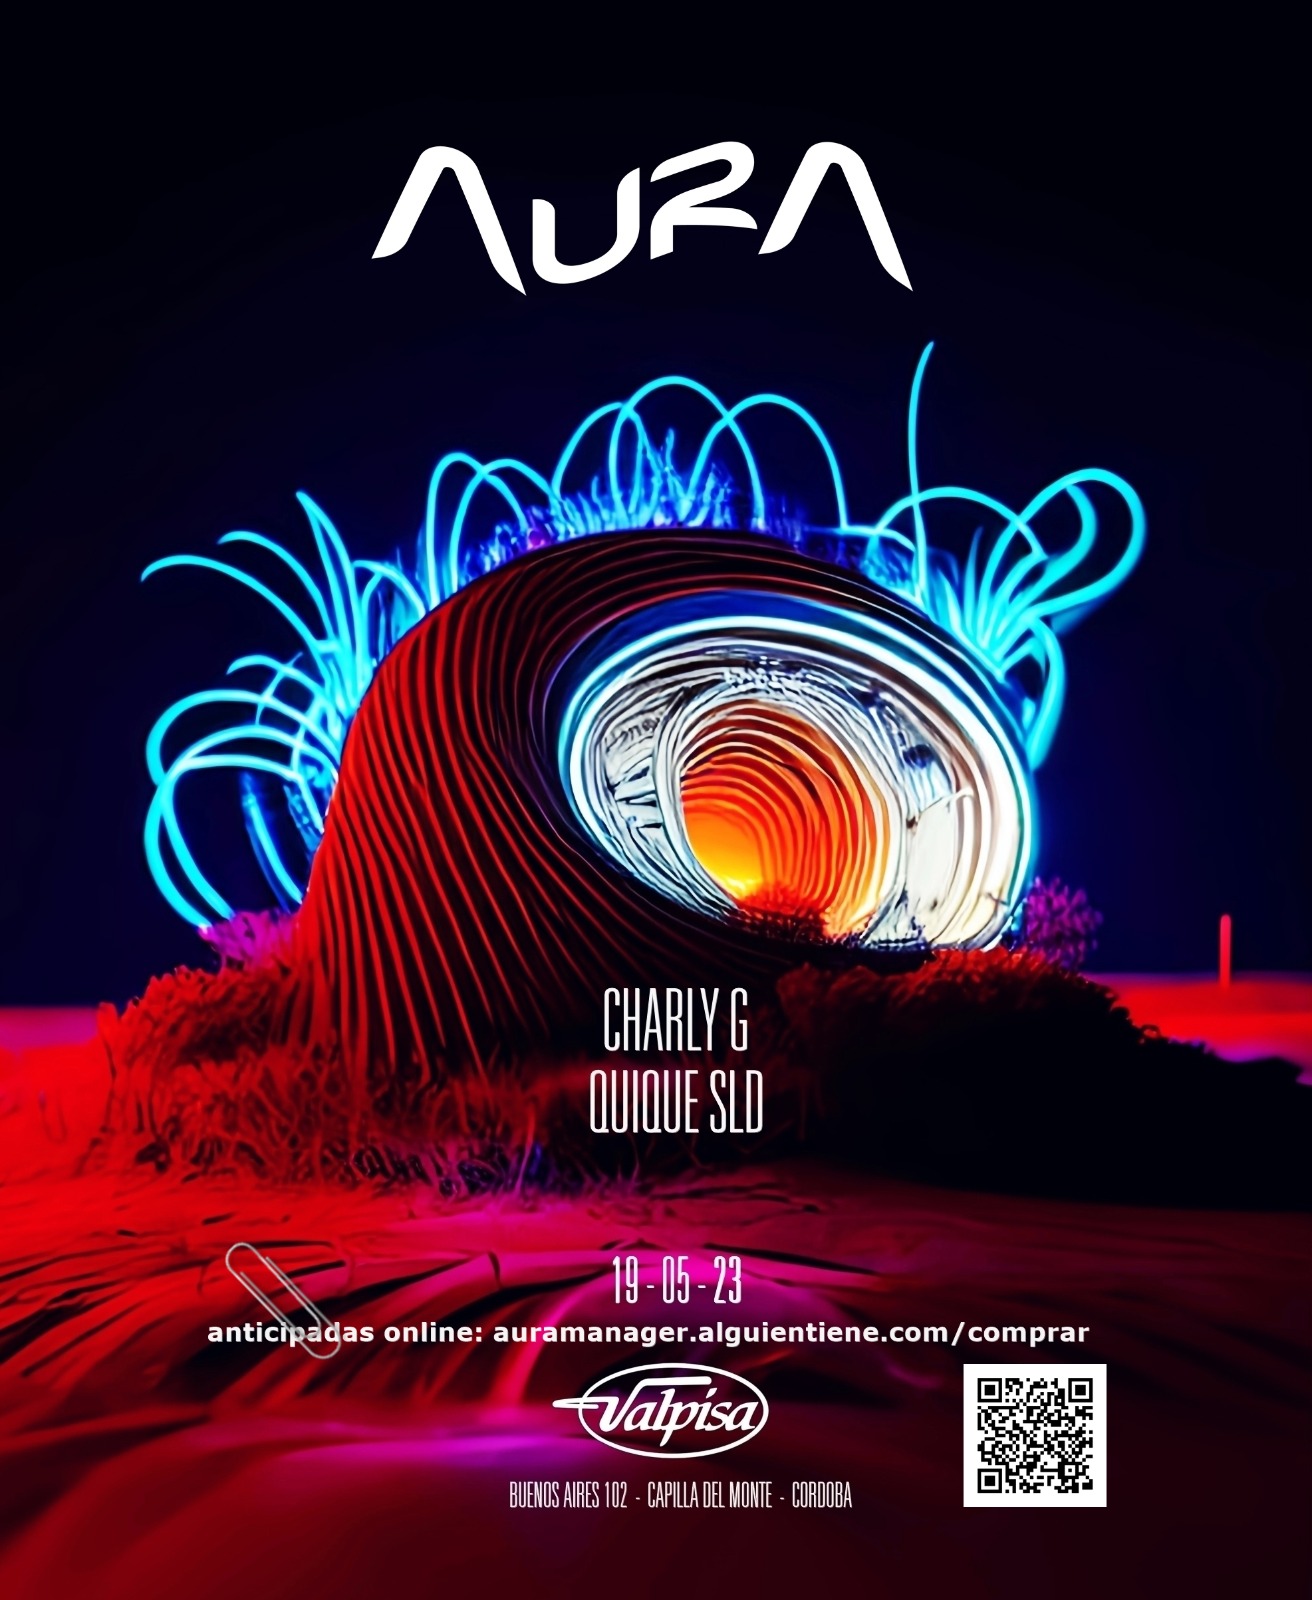 AURA
CHARLY G
QUIQUE SLD
19-05-23
anticipadas online: auramanager.alguientiene.com/comprar
Valpisa
BUENOS AIRES 102 - CAPILLA DEL MONTE - CORDOBA